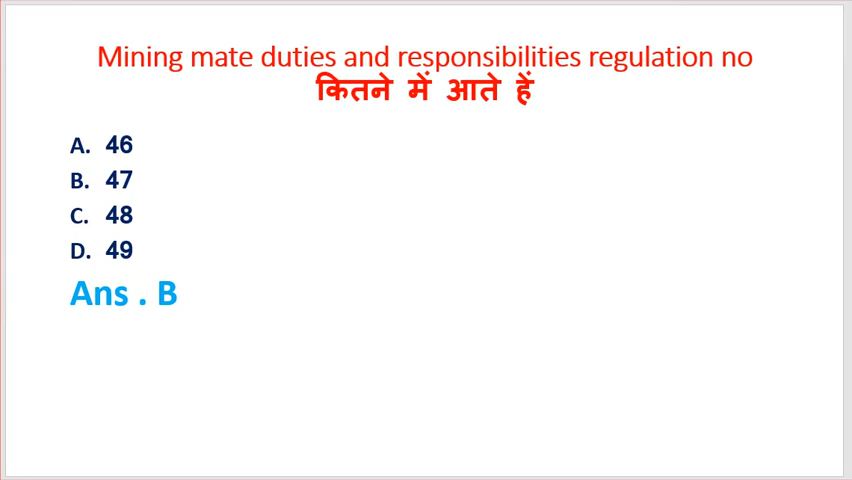 Mining mate duties and responsibilities regulation no
कितने में आते हें
A. 46
B. 47
C. 48
D. 49
Ans . B